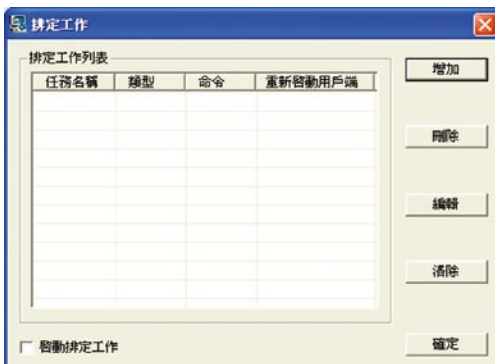 排定工作
排定工作列表
任務名稱 類型 命令 重新啓動用戶端
增加
刪除
編輯
清除
啓動排定工作
確定